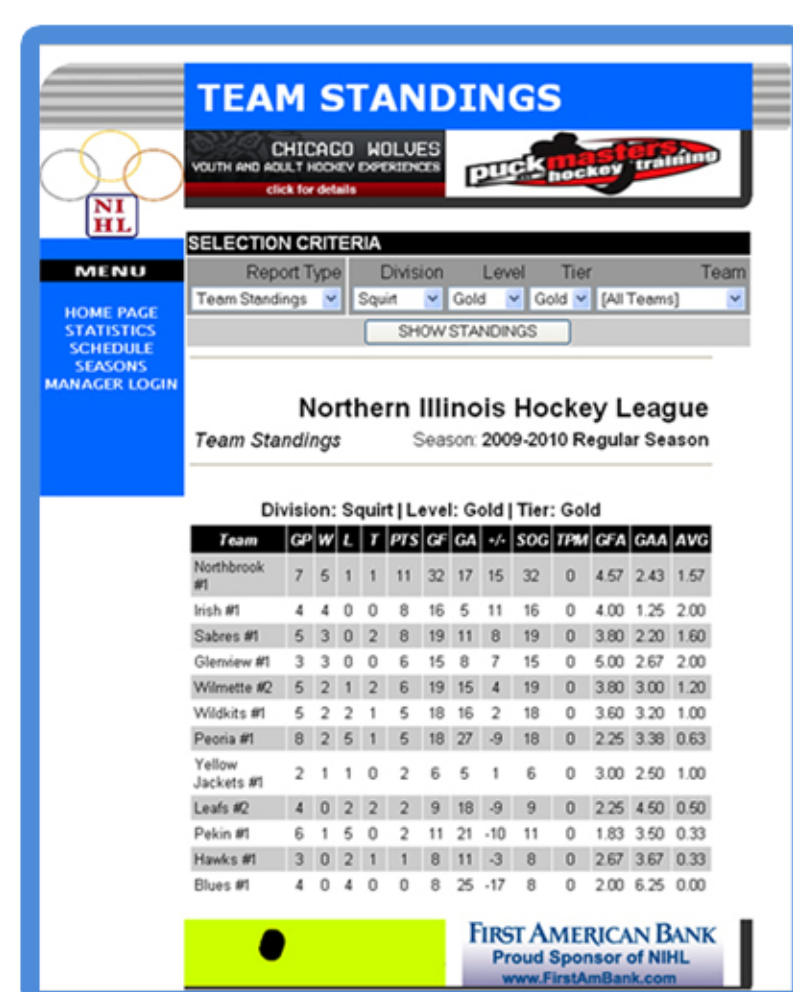 TEAM STANDINGS
CHICAGO WOLVES
YOUTH AND ADULT HOCKEY EXPERIENCES
click for details
puckmasters
hockey training
NI
HL
SELECTION CRITERIA
MENU
Report Type Division Level Tier Team
Team Standings Squirt Gold Gold [All Teams]
SHOW STANDINGS
HOME PAGE
STATISTICS
SCHEDULE
SEASONS
MANAGER LOGIN
Northern Illinois Hockey League
Team Standings Season: 2009-2010 Regular Season
Division: Squirt | Level: Gold | Tier: Gold
Team GP W L T PTS GF GA +/- SOG TPM GFA GAA AVG
Northbrook
#1 7 5 1 1 11 32 17 15 32 0 4.57 2.43 1.57
Irish #1 4 4 0 0 8 16 5 11 16 0 4.00 1.25 2.00
Sabres #1 5 3 0 2 8 19 11 8 19 0 3.80 2.20 1.60
Glenview #1 3 3 0 0 6 15 8 7 15 0 5.00 2.67 2.00
Wilmette #2 5 2 1 2 6 19 15 4 19 0 3.80 3.00 1.20
Wildkits #1 5 2 2 1 5 18 16 2 18 0 3.60 3.20 1.00
Peoria #1 8 2 5 1 5 18 27 -9 18 0 2.25 3.38 0.63
Yellow
Jackets #1 2 1 1 0 2 6 5 1 6 0 3.00 2.50 1.00
Leafs #2 4 0 2 2 2 9 18 -9 9 0 2.25 4.50 0.50
Pekin #1 6 1 5 0 2 11 21 -10 11 0 1.83 3.50 0.33
Hawks #1 3 0 2 1 1 8 11 -3 8 0 2.67 3.67 0.33
Blues #1 4 0 4 0 0 8 25 -17 8 0 2.00 6.25 0.00
FIRST AMERICAN BANK
Proud Sponsor of NIHL
www.FirstAmBank.com